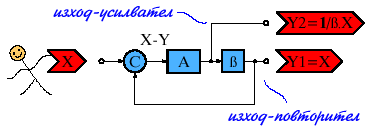 изход-усилвател
Y2=1/ß.X
X-Y
X
C
A
ß
Y1=X
изход-повторител